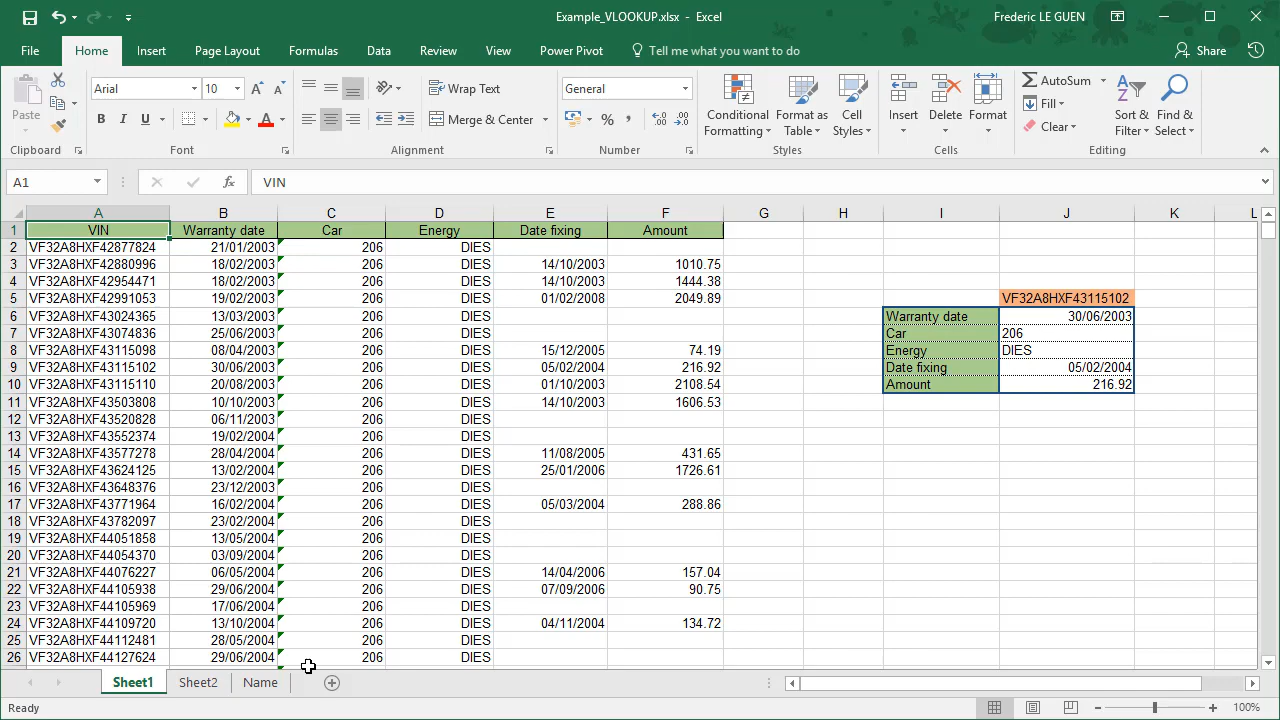 Example_VLOOKUP.xlsx - Excel
Frederic LE GUEN
File Home Insert Page Layout Formulas Data Review View Power Pivot Tell me what you want to do Share
Paste
Clipboard
Arial 10
B I U A
Font
Wrap Text
Merge & Center
Alignment
General
% ,
Number
Conditional Formatting
Format as Table
Cell Styles
Styles
Insert Delete Format
Cells
AutoSum
Fill
Clear
Sort & Filter
Find & Select
Editing
A1 fx VIN
A B C D E F G H I J K L
1 VIN Warranty date Car Energy Date fixing Amount
2 VF32A8HXF42877824 21/01/2003 206 DIES
3 VF32A8HXF42880996 18/02/2003 206 DIES 14/10/2003 1010.75
4 VF32A8HXF42954471 18/02/2003 206 DIES 14/10/2003 1444.38
5 VF32A8HXF42991053 19/02/2003 206 DIES 01/02/2008 2049.89 VF32A8HXF43115102
6 VF32A8HXF43024365 13/03/2003 206 DIES Warranty date 30/06/2003
7 VF32A8HXF43074836 25/06/2003 206 DIES Car 206
8 VF32A8HXF43115098 08/04/2003 206 DIES 15/12/2005 74.19 Energy DIES
9 VF32A8HXF43115102 30/06/2003 206 DIES 05/02/2004 216.92 Date fixing 05/02/2004
10 VF32A8HXF43115110 20/08/2003 206 DIES 01/10/2003 2108.54 Amount 216.92
11 VF32A8HXF43503808 10/10/2003 206 DIES 14/10/2003 1606.53
12 VF32A8HXF43520828 06/11/2003 206 DIES
13 VF32A8HXF43552374 19/02/2004 206 DIES
14 VF32A8HXF43577278 28/04/2004 206 DIES 11/08/2005 431.65
15 VF32A8HXF43624125 13/02/2004 206 DIES 25/01/2006 1726.61
16 VF32A8HXF43648376 23/12/2003 206 DIES
17 VF32A8HXF43771964 16/02/2004 206 DIES 05/03/2004 288.86
18 VF32A8HXF43782097 23/02/2004 206 DIES
19 VF32A8HXF44051858 13/05/2004 206 DIES
20 VF32A8HXF44054370 03/09/2004 206 DIES
21 VF32A8HXF44076227 06/05/2004 206 DIES 14/04/2006 157.04
22 VF32A8HXF44105938 29/06/2004 206 DIES 07/09/2006 90.75
23 VF32A8HXF44105969 17/06/2004 206 DIES
24 VF32A8HXF44109720 13/10/2004 206 DIES 04/11/2004 134.72
25 VF32A8HXF44112481 28/05/2004 206 DIES
26 VF32A8HXF44127624 29/06/2004 206 DIES
Sheet1 Sheet2 Name
Ready 100%